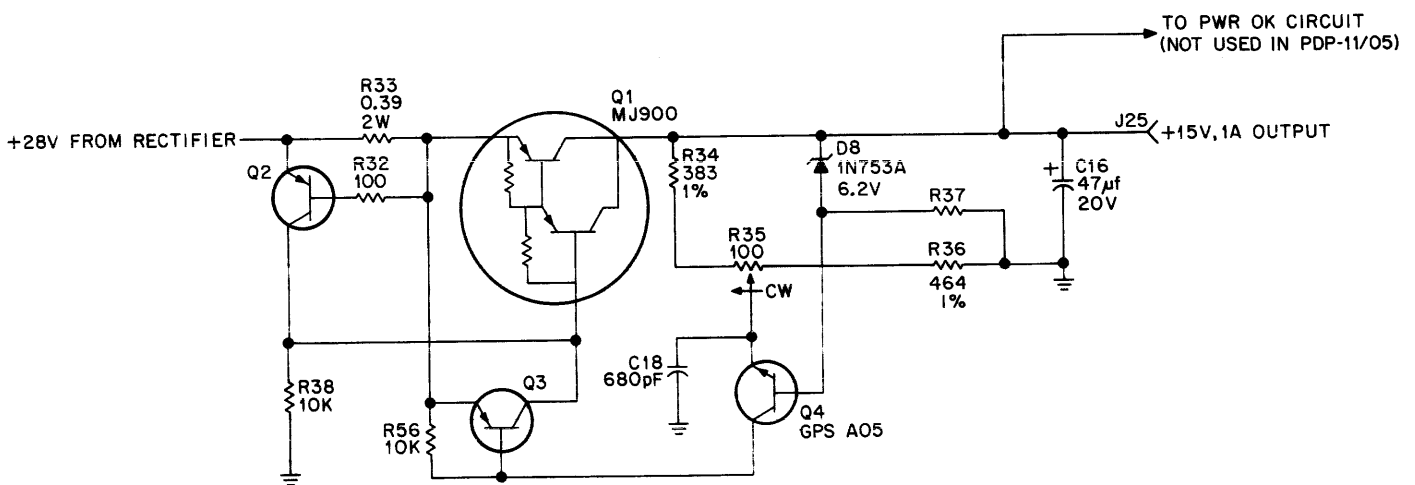 TO PWR OK CIRCUIT
(NOT USED IN PDP-11/05)
+28V FROM RECTIFIER
R33
0.39
2W
Q1
MJ900
J25
+15V, 1A OUTPUT
Q2
R32
100
R34
383
1%
D8
1N753A
6.2V
+
C16
47µf
20V
R37
R35
100
R36
464
1%
CW
C18
680pF
R38
10K
Q3
R56
10K
Q4
GPS A05